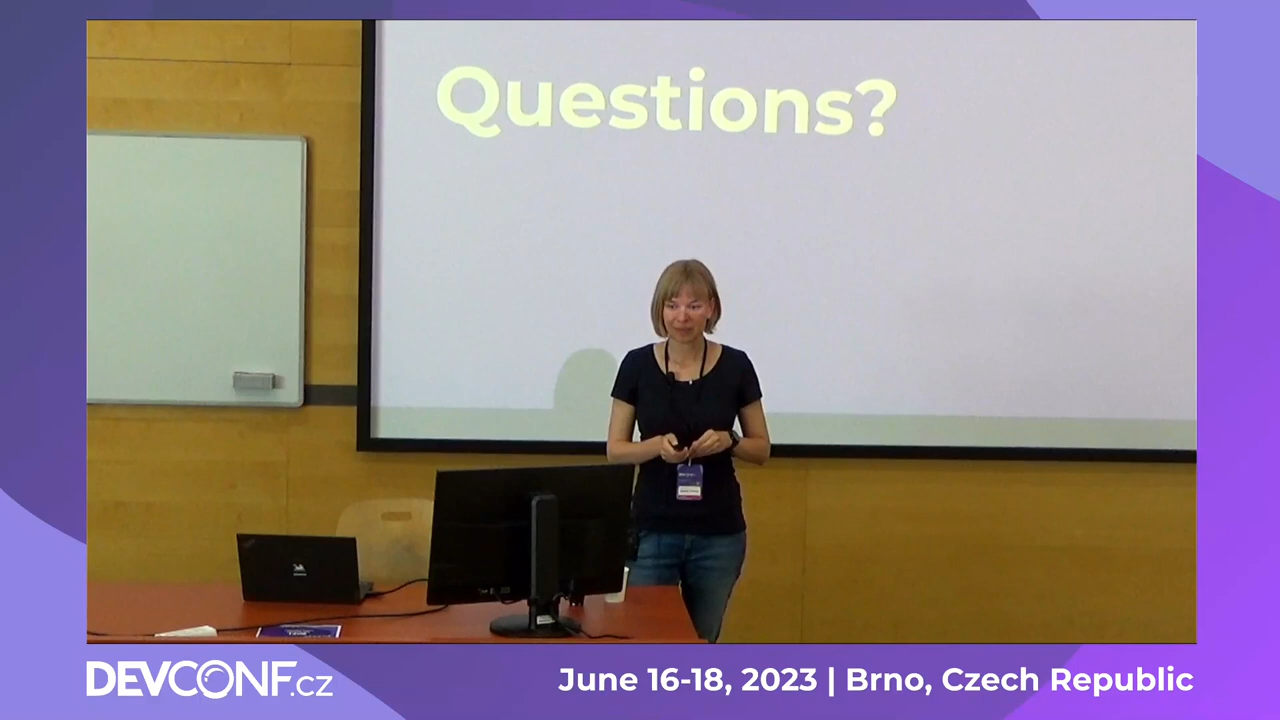 Questions?
DEVCONF.CZ
June 16-18, 2023 | Brno, Czech Republic